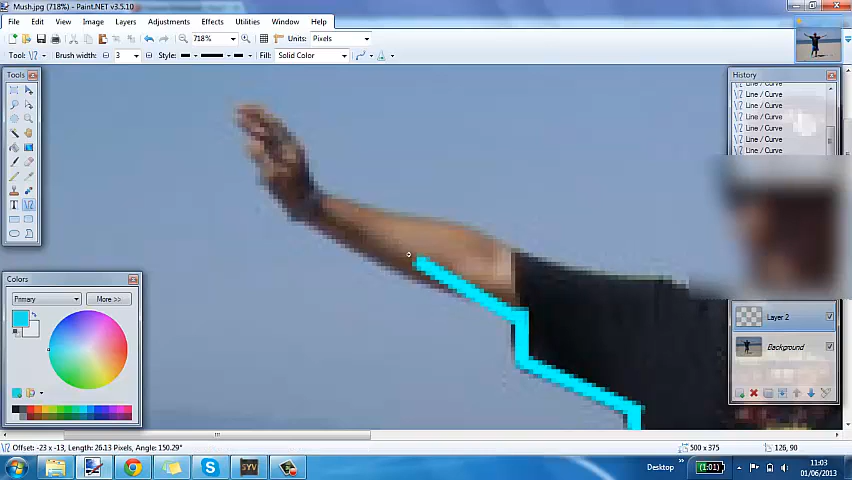 Mush.jpg (718%) - Paint.NET v3.5.10
File Edit View Image Layers Adjustments Effects Utilities Window Help
718% Units: Pixels
Tool: Brush width: 3 Style: Fill: Solid Color
Tools
History
Line / Curve
Line / Curve
Line / Curve
Line / Curve
Line / Curve
Line / Curve
Line / Curve
Colors
Primary More >>
Layer 2
Background
Offset: -23 x -13, Length: 26.13 Pixels, Angle: 150.29° 500 x 375 126, 90
SYV Desktop (1:01) 11:03
01/06/2013